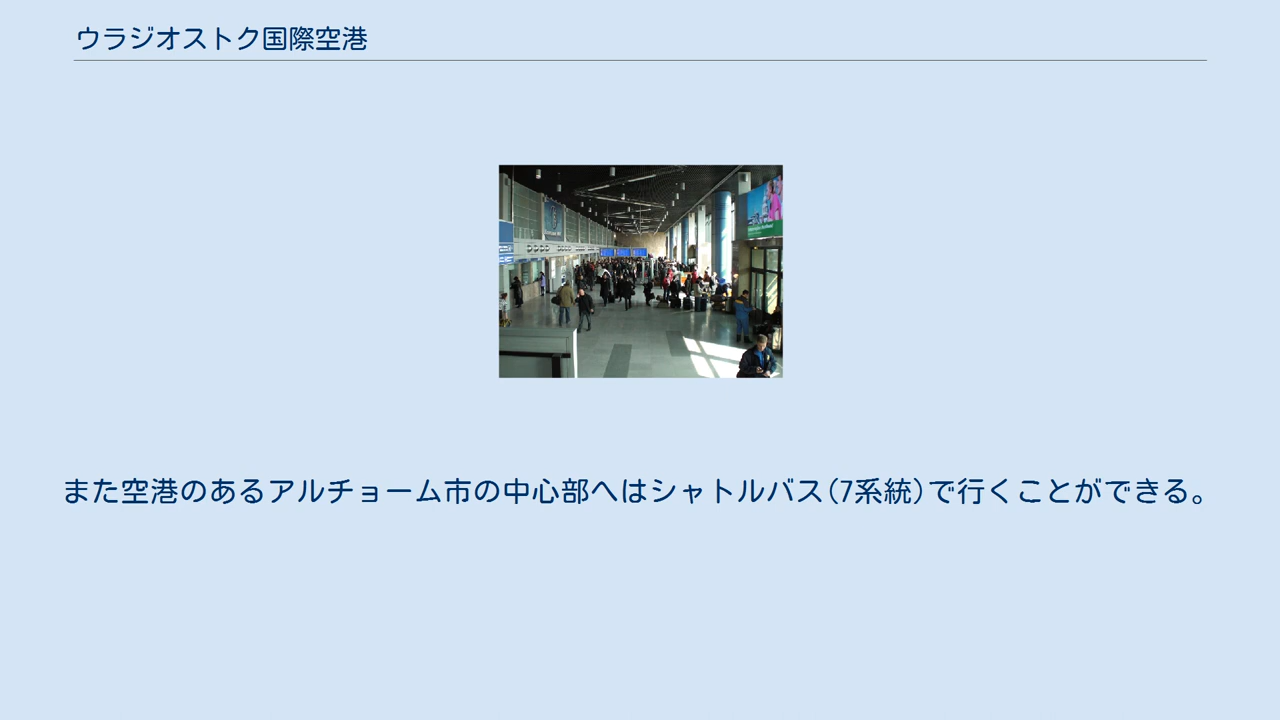 ウラジオストク国際空港
また空港のあるアルチョーム市の中心部へはシャトルバス(7系統)で行くことができる。